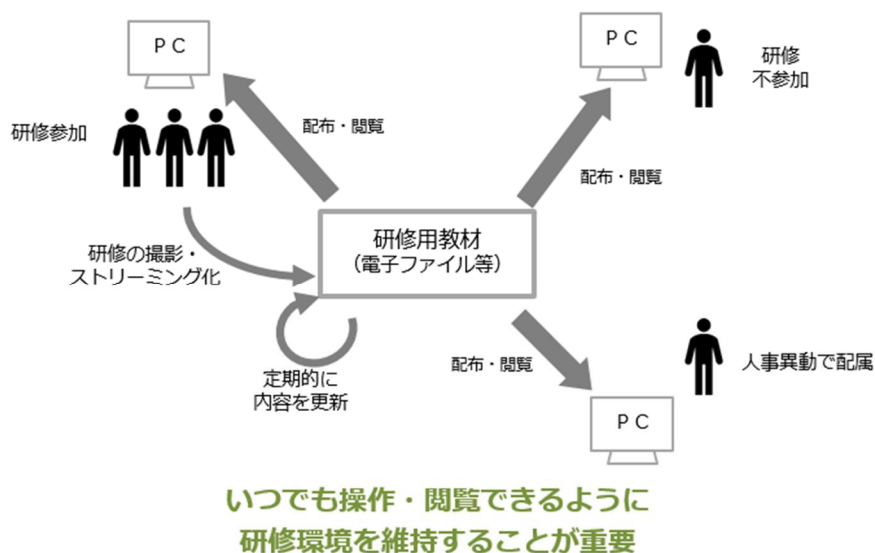 ＰＣ
ＰＣ
研修
不参加
研修参加
配布・閲覧
配布・閲覧
研修用教材
（電子ファイル等）
研修の撮影・
ストリーミング化
定期的に
内容を更新
配布・閲覧
人事異動で配属
ＰＣ
いつでも操作・閲覧できるように
研修環境を維持することが重要